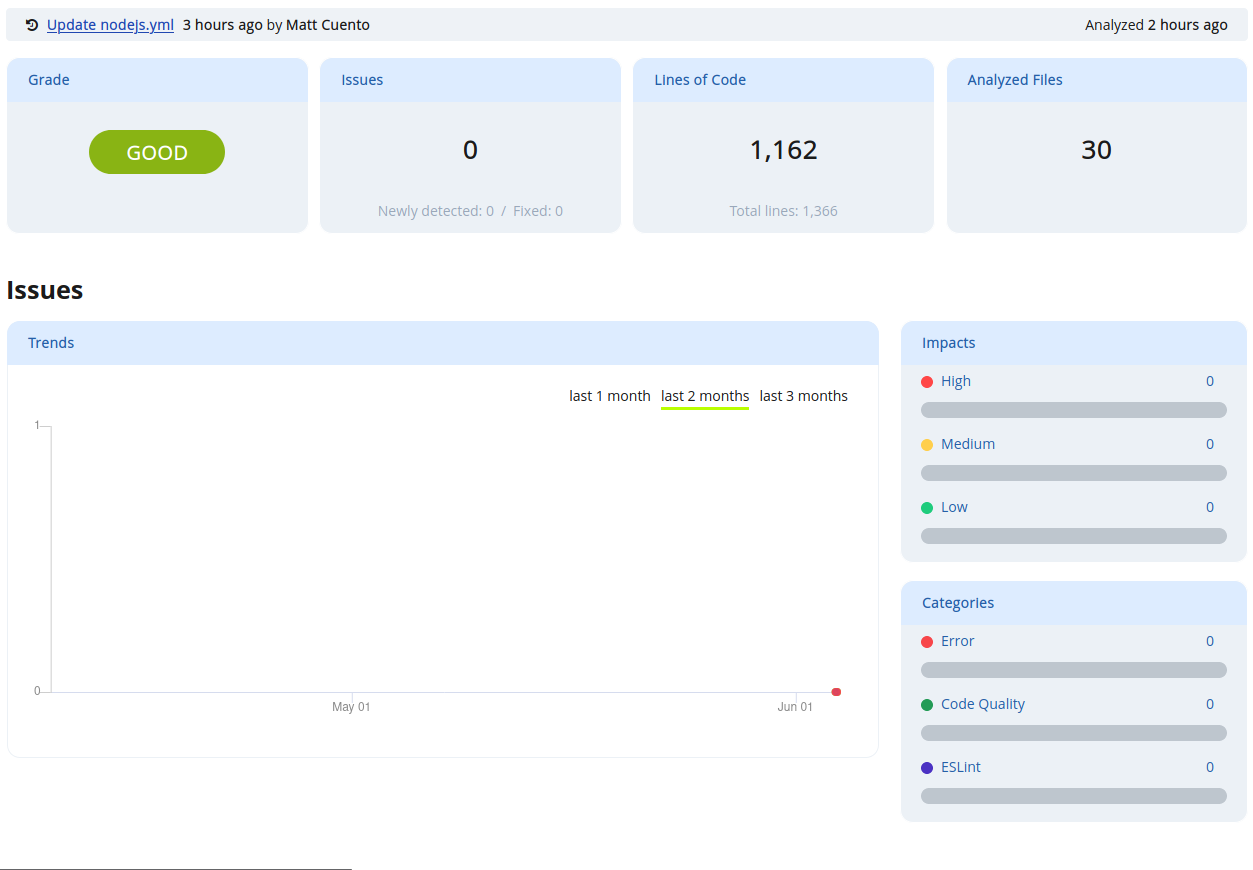 Update nodejs.yml 3 hours ago by Matt Cuento Analyzed 2 hours ago
Grade Issues Lines of Code Analyzed Files
GOOD 0 1,162 30
Newly detected: 0 / Fixed: 0 Total lines: 1,366
Issues
Trends
last 1 month last 2 months last 3 months
1
0
May 01 Jun 01
Impacts
High 0
Medium 0
Low 0
Categories
Error 0
Code Quality 0
ESLint 0